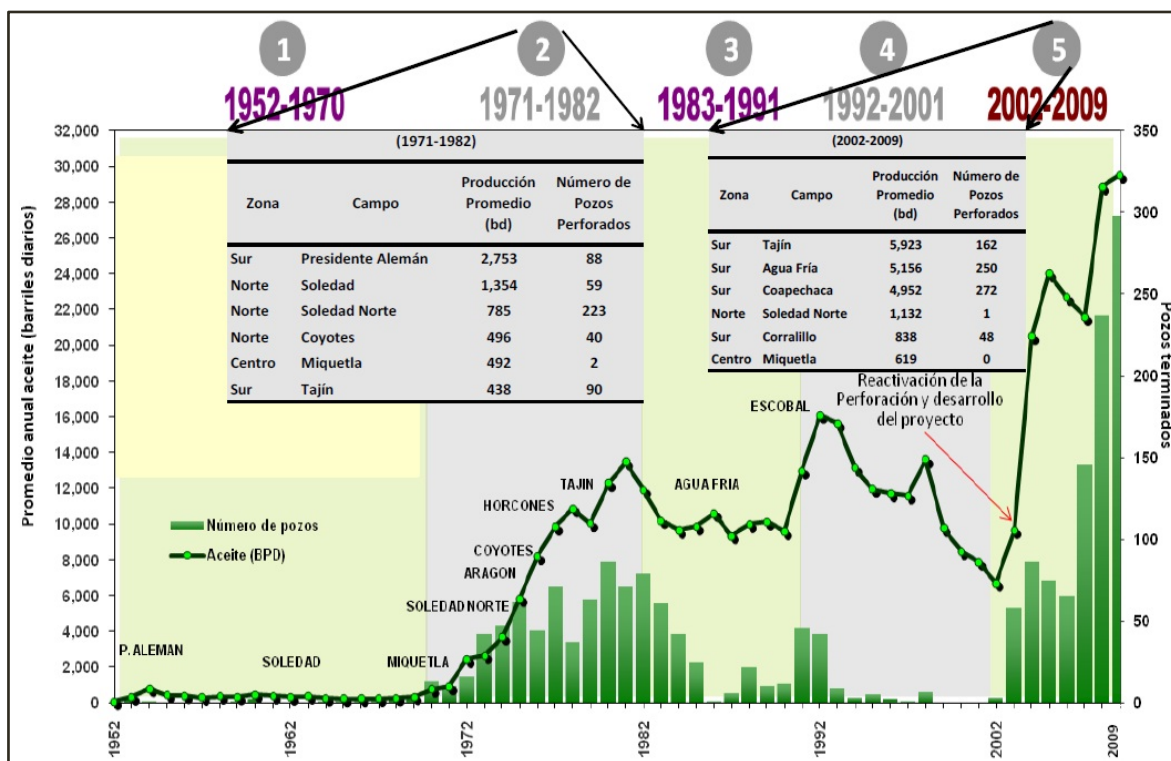 1
2
3
4
5
1952-1970
1971-1982
1983-1991
1992-2001
2002-2009
Promedio anual aceite (barriles diarios)
32,000
30,000
28,000
26,000
24,000
22,000
20,000
18,000
16,000
14,000
12,000
10,000
8,000
6,000
4,000
2,000
0
(1971-1982)
Zona Campo Producción Promedio (bd) Número de Pozos Perforados
Sur Presidente Alemán 2,753 88
Norte Soledad 1,354 59
Norte Soledad Norte 785 223
Norte Coyotes 496 40
Centro Miquetla 492 2
Sur Tajín 438 90
(2002-2009)
Zona Campo Producción Promedio (bd) Número de Pozos Perforados
Sur Tajín 5,923 162
Sur Agua Fría 5,156 250
Sur Coapechaca 4,952 272
Norte Soledad Norte 1,132 1
Sur Corralillo 838 48
Centro Miquetla 619 0
Reactivación de la
Perforación y desarrollo
del proyecto
ESCOBAL
AGUA FRIA
TAJIN
HORCONES
COYOTES
ARAGON
SOLEDAD NORTE
MIQUETLA
SOLEDAD
P. ALEMAN
Número de pozos
Aceite (BPD)
350
300
250
200
150
100
50
0
Pozos terminados
1952
1962
1972
1982
1992
2002
2009